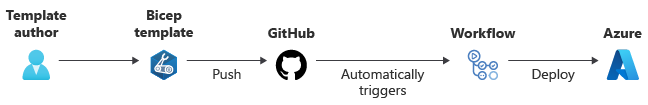 Template
author
Bicep
template
GitHub
Workflow
Azure
Push
Automatically
triggers
Deploy